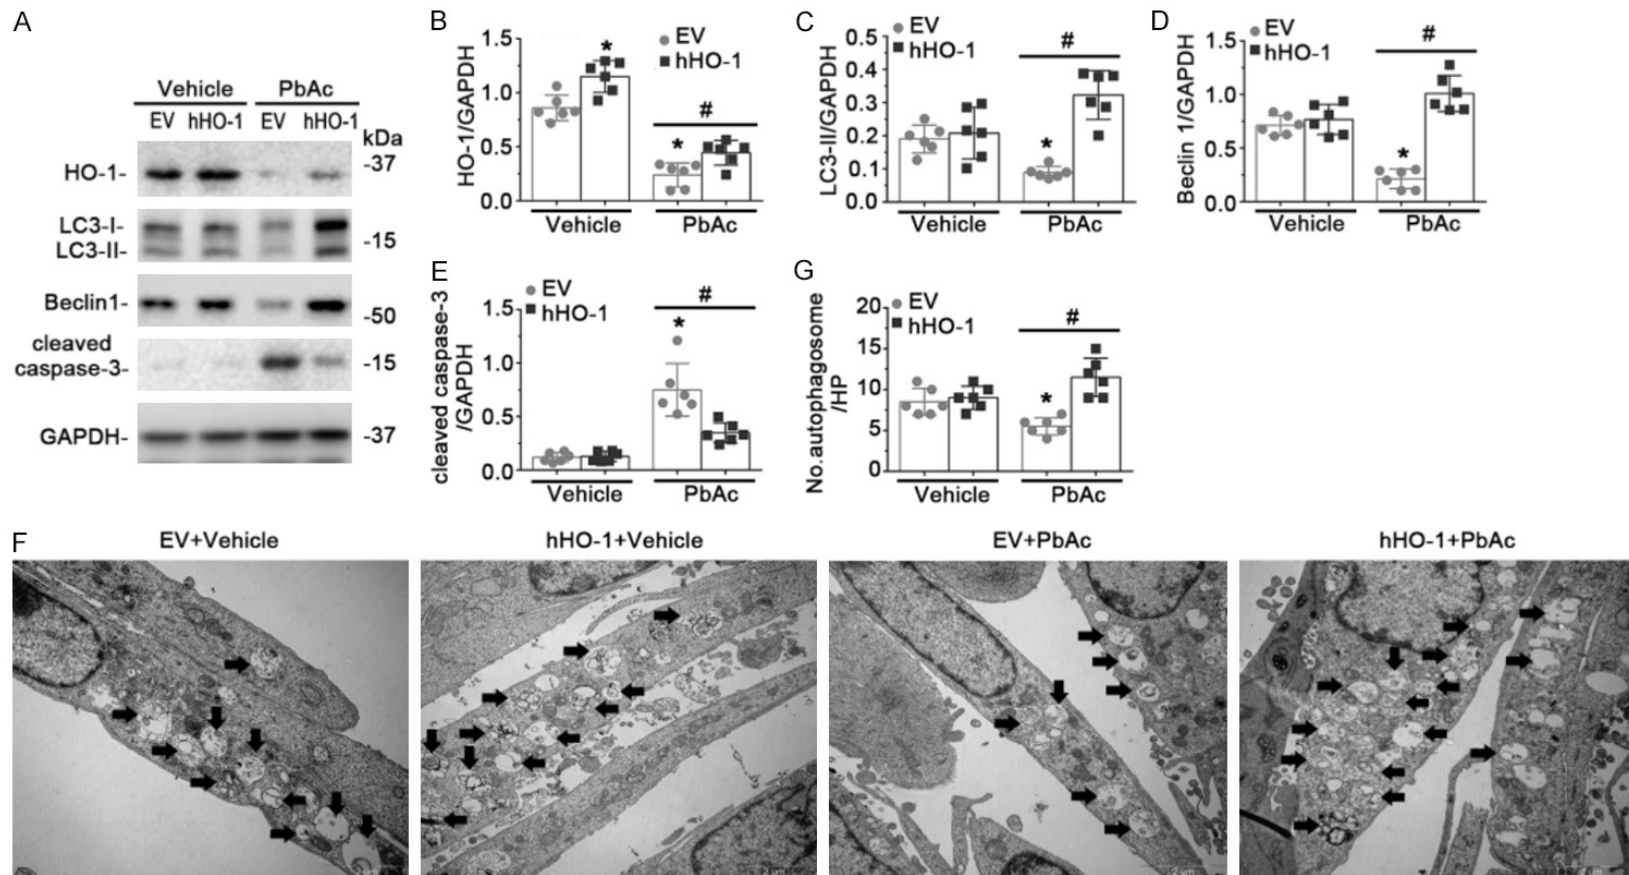 A
Vehicle PbAc
EV hHO-1 EV hHO-1
kDa
HO-1- -37
LC3-I-
LC3-II- -15
Beclin1- -50
cleaved
caspase-3- -15
GAPDH- -37
B
HO-1/GAPDH
1.5
1.0
0.5
0.0
EV
hHO-1
*
*
#
Vehicle PbAc
C
LC3-II/GAPDH
0.5
0.4
0.3
0.2
0.1
0.0
EV
hHO-1
*
#
Vehicle PbAc
D
Beclin 1/GAPDH
1.5
1.0
0.5
0.0
EV
hHO-1
*
#
Vehicle PbAc
E
cleaved caspase-3
/GAPDH
1.5
1.0
0.5
0.0
EV
hHO-1
*
#
Vehicle PbAc
G
No.autophagosome
/HP
20
15
10
5
0
EV
hHO-1
*
#
Vehicle PbAc
F
EV+Vehicle hHO-1+Vehicle EV+PbAc hHO-1+PbAc